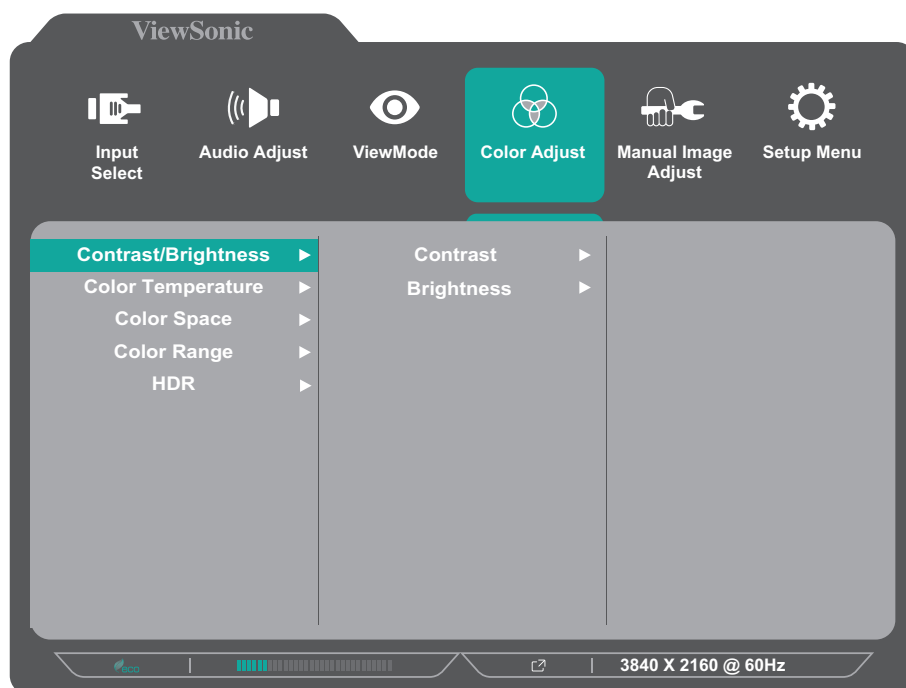 ViewSonic
Input
Select
Audio Adjust
ViewMode
Color Adjust
Manual Image
Adjust
Setup Menu
Contrast/Brightness
Contrast
Color Temperature
Brightness
Color Space
Color Range
HDR
eco
3840 X 2160 @ 60Hz